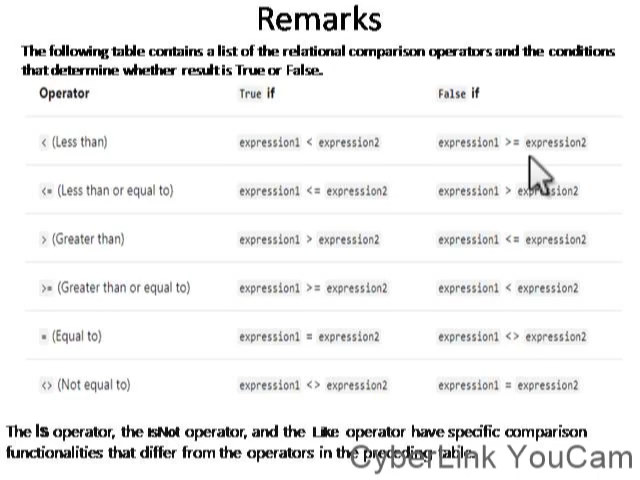 Remarks
The following table contains a list of the relational comparison operators and the conditions
that determine whether result is True or False.
Operator True if False if
< (Less than) expression1 < expression2 expression1 >= expression2
<= (Less than or equal to) expression1 <= expression2 expression1 > expression2
> (Greater than) expression1 > expression2 expression1 <= expression2
>= (Greater than or equal to) expression1 >= expression2 expression1 < expression2
= (Equal to) expression1 = expression2 expression1 <> expression2
<> (Not equal to) expression1 <> expression2 expression1 = expression2
The Is operator, the IsNot operator, and the Like operator have specific comparison
functionalities that differ from the operators in the preceding table.
CyberLink YouCam